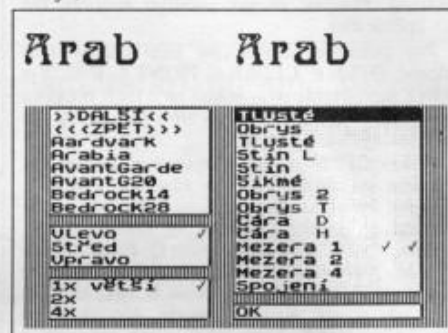 Arab Arab
>>DALŠÍ<<
<<<ZPĚT>>>
Aardvark
Arabia
AvantGarde
AvantG20
Bedrock14
Bedrock28
Vlevo ✓
Střed
Vpravo
1x větší ✓
2x
4x
TLusté
Obrys
TLusté
Stín L
Stín
Šikmé
Obrys 2
Obrys T
Čára D
Čára H
Mezera 1 ✓ ✓
Mezera 2
Mezera 4
Spojení
OK